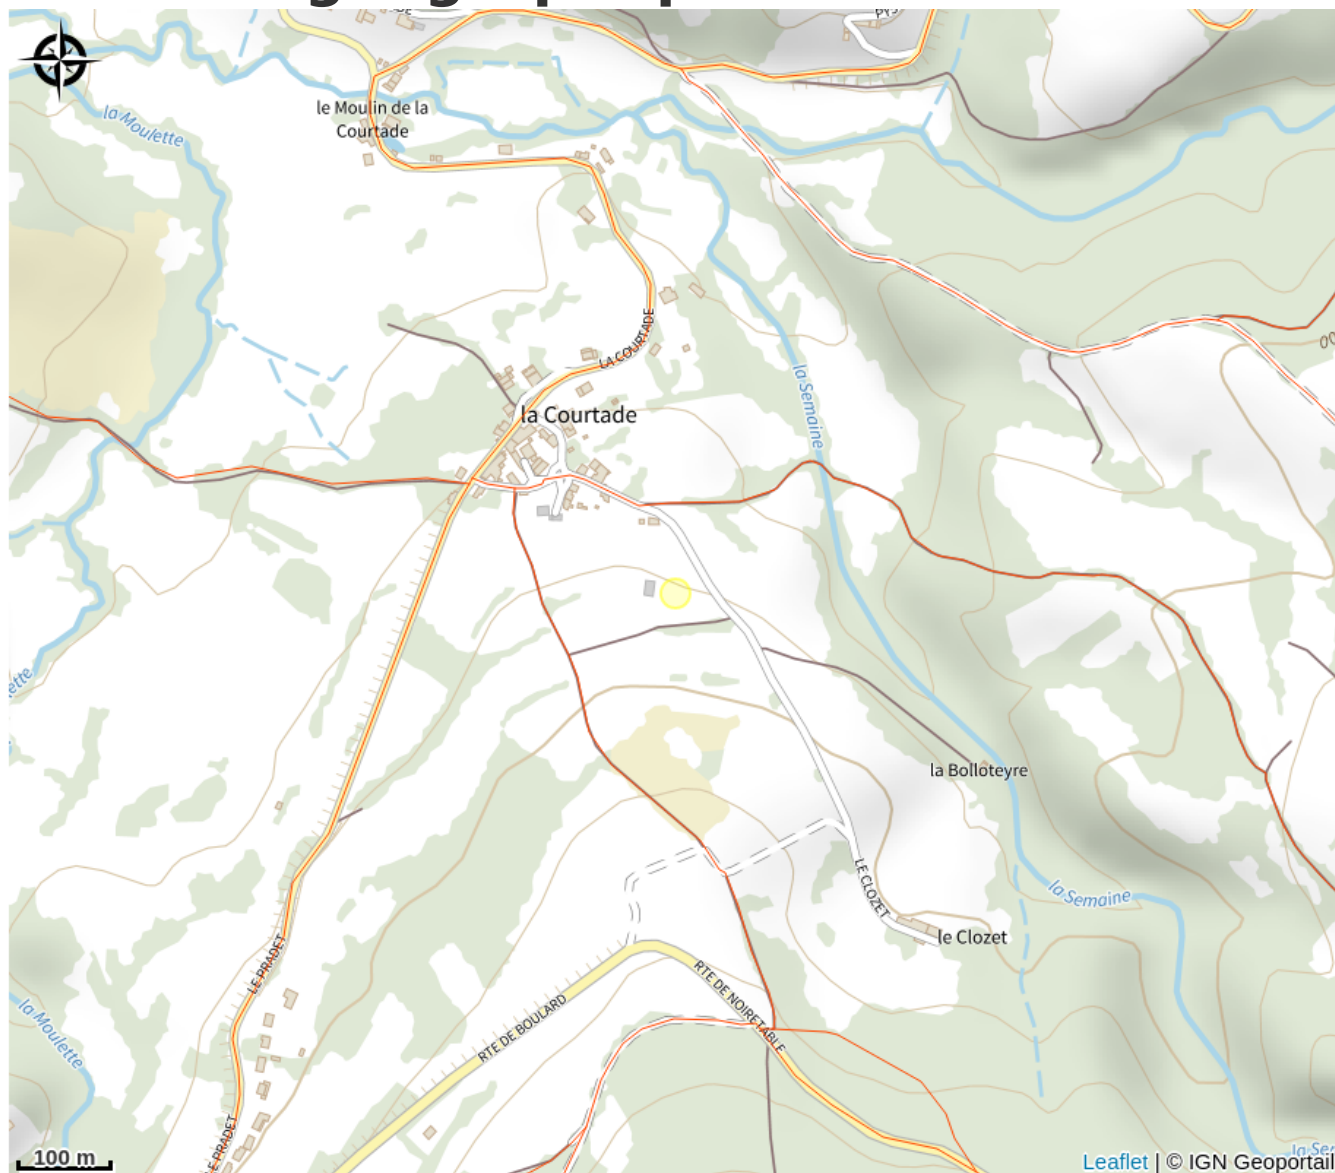 la Moulette
le Moulin de la
Courtade
LA COURTADE
la Courtade
la Semaine
la Bolloteyre
LE CLOZET
la Semaine
le Clozet
LE PRADET
RTE DE NOIRETABLE
RTE DE BOULARD
la Moulette
100 m
Leaflet | © IGN Geoportail